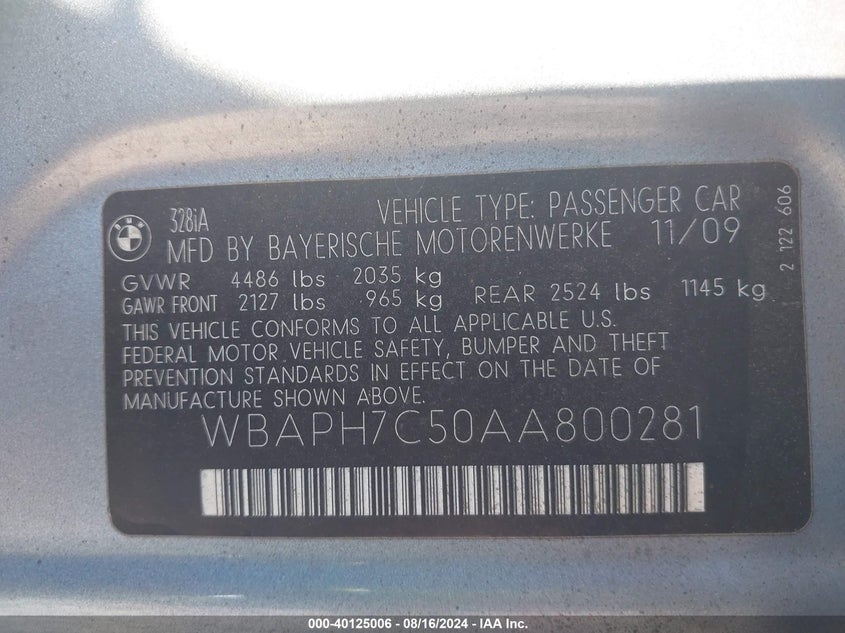 328iA
VEHICLE TYPE: PASSENGER CAR
MFD BY BAYERISCHE MOTORENWERKE 11/09
GVWR 4486 lbs 2035 kg
GAWR FRONT 2127 lbs 965 kg REAR 2524 lbs 1145 kg
THIS VEHICLE CONFORMS TO ALL APPLICABLE U.S.
FEDERAL MOTOR VEHICLE SAFETY, BUMPER AND THEFT
PREVENTION STANDARDS IN EFFECT ON THE DATE OF
MANUFACTURE SHOWN ABOVE.
WBAPH7C50AA800281
2 122 606
000-40125006 - 08/16/2024 - IAA Inc.